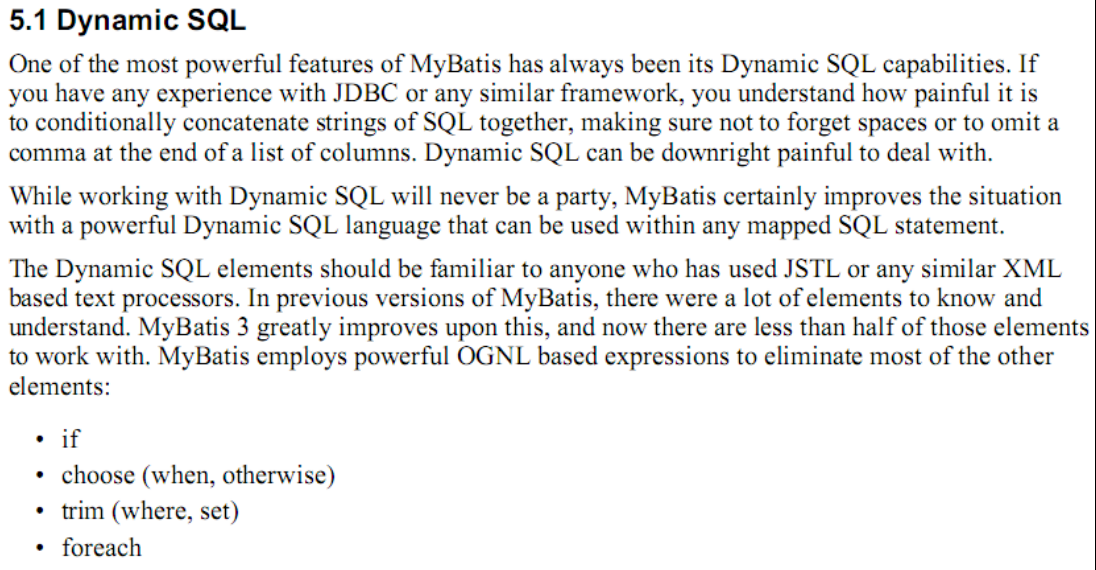 5.1 Dynamic SQL
One of the most powerful features of MyBatis has always been its Dynamic SQL capabilities. If
you have any experience with JDBC or any similar framework, you understand how painful it is
to conditionally concatenate strings of SQL together, making sure not to forget spaces or to omit a
comma at the end of a list of columns. Dynamic SQL can be downright painful to deal with.
While working with Dynamic SQL will never be a party, MyBatis certainly improves the situation
with a powerful Dynamic SQL language that can be used within any mapped SQL statement.
The Dynamic SQL elements should be familiar to anyone who has used JSTL or any similar XML
based text processors. In previous versions of MyBatis, there were a lot of elements to know and
understand. MyBatis 3 greatly improves upon this, and now there are less than half of those elements
to work with. MyBatis employs powerful OGNL based expressions to eliminate most of the other
elements:
• if
• choose (when, otherwise)
• trim (where, set)
• foreach